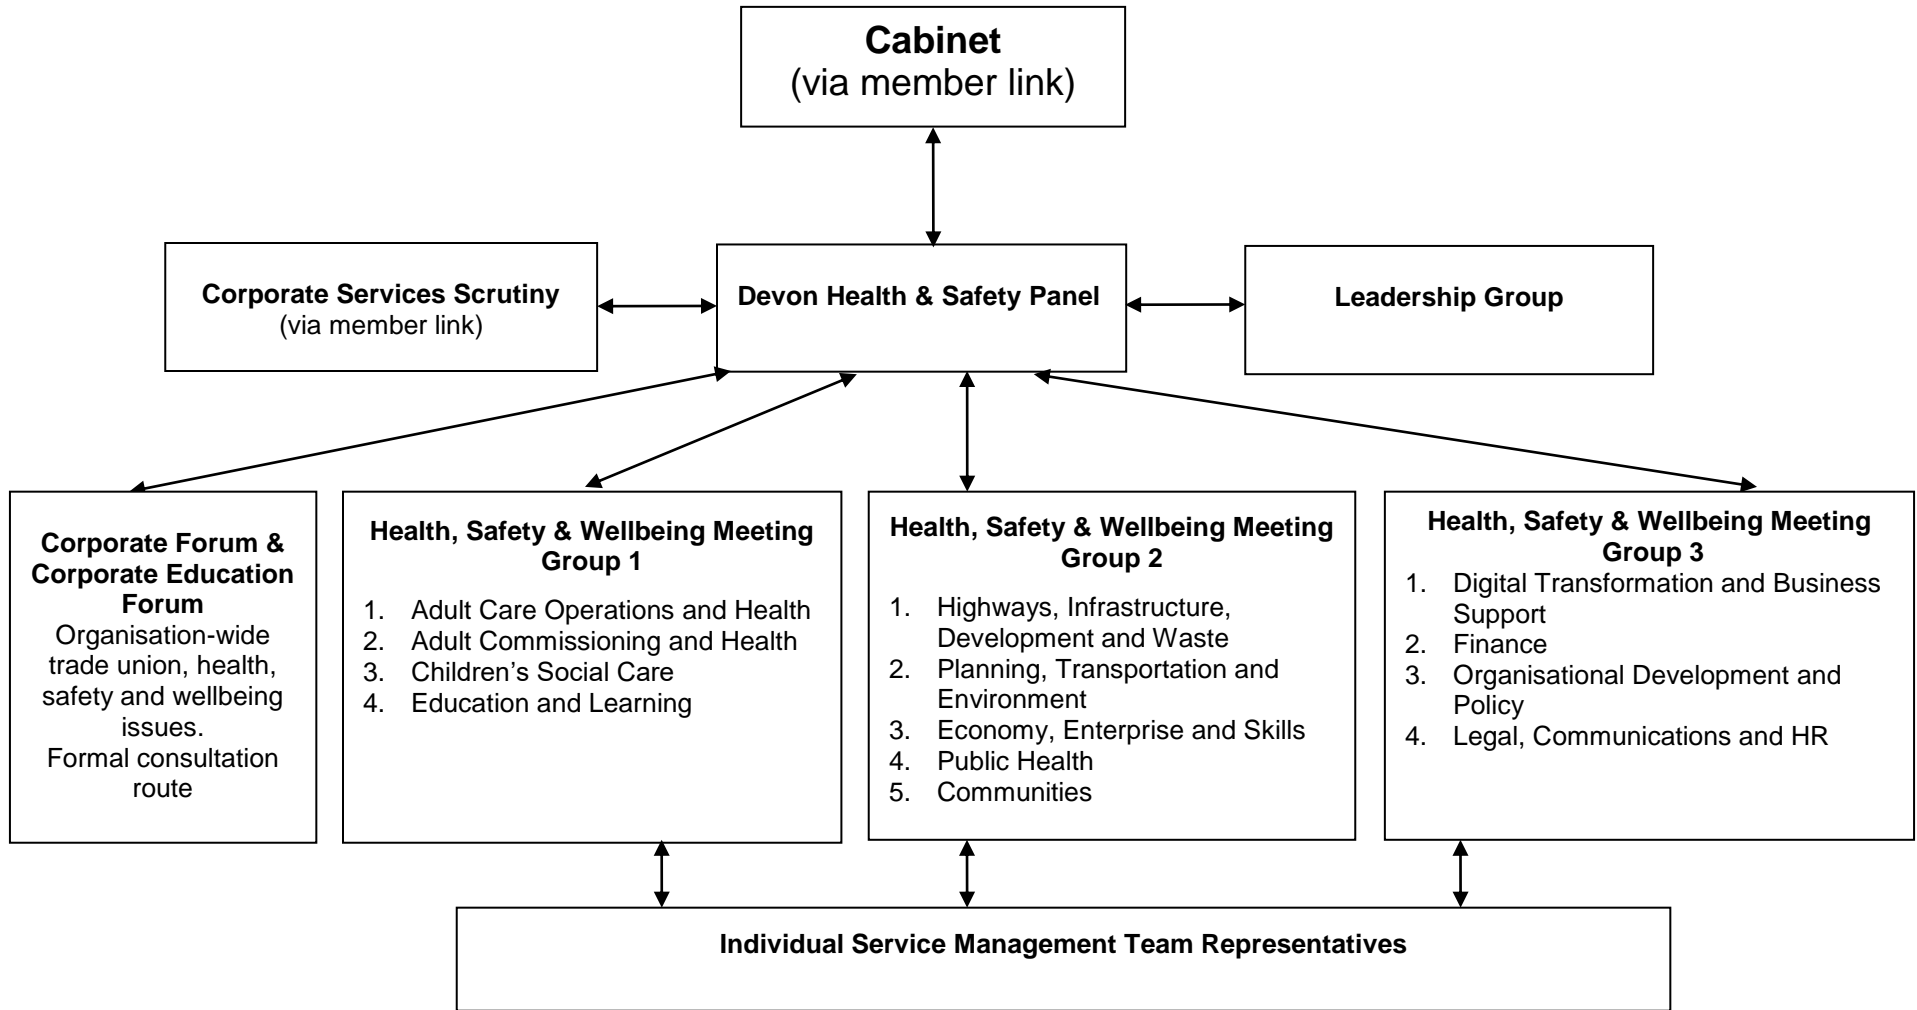 Cabinet
(via member link)
Corporate Services Scrutiny
(via member link)
Devon Health & Safety Panel
Leadership Group
Corporate Forum &
Corporate Education
Forum
Organisation-wide
trade union, health,
safety and wellbeing
issues.
Formal consultation
route
Health, Safety & Wellbeing Meeting
Group 1
1. Adult Care Operations and Health
2. Adult Commissioning and Health
3. Children’s Social Care
4. Education and Learning
Health, Safety & Wellbeing Meeting
Group 2
1. Highways, Infrastructure,
Development and Waste
2. Planning, Transportation and
Environment
3. Economy, Enterprise and Skills
4. Public Health
5. Communities
Health, Safety & Wellbeing Meeting
Group 3
1. Digital Transformation and Business
Support
2. Finance
3. Organisational Development and
Policy
4. Legal, Communications and HR
Individual Service Management Team Representatives